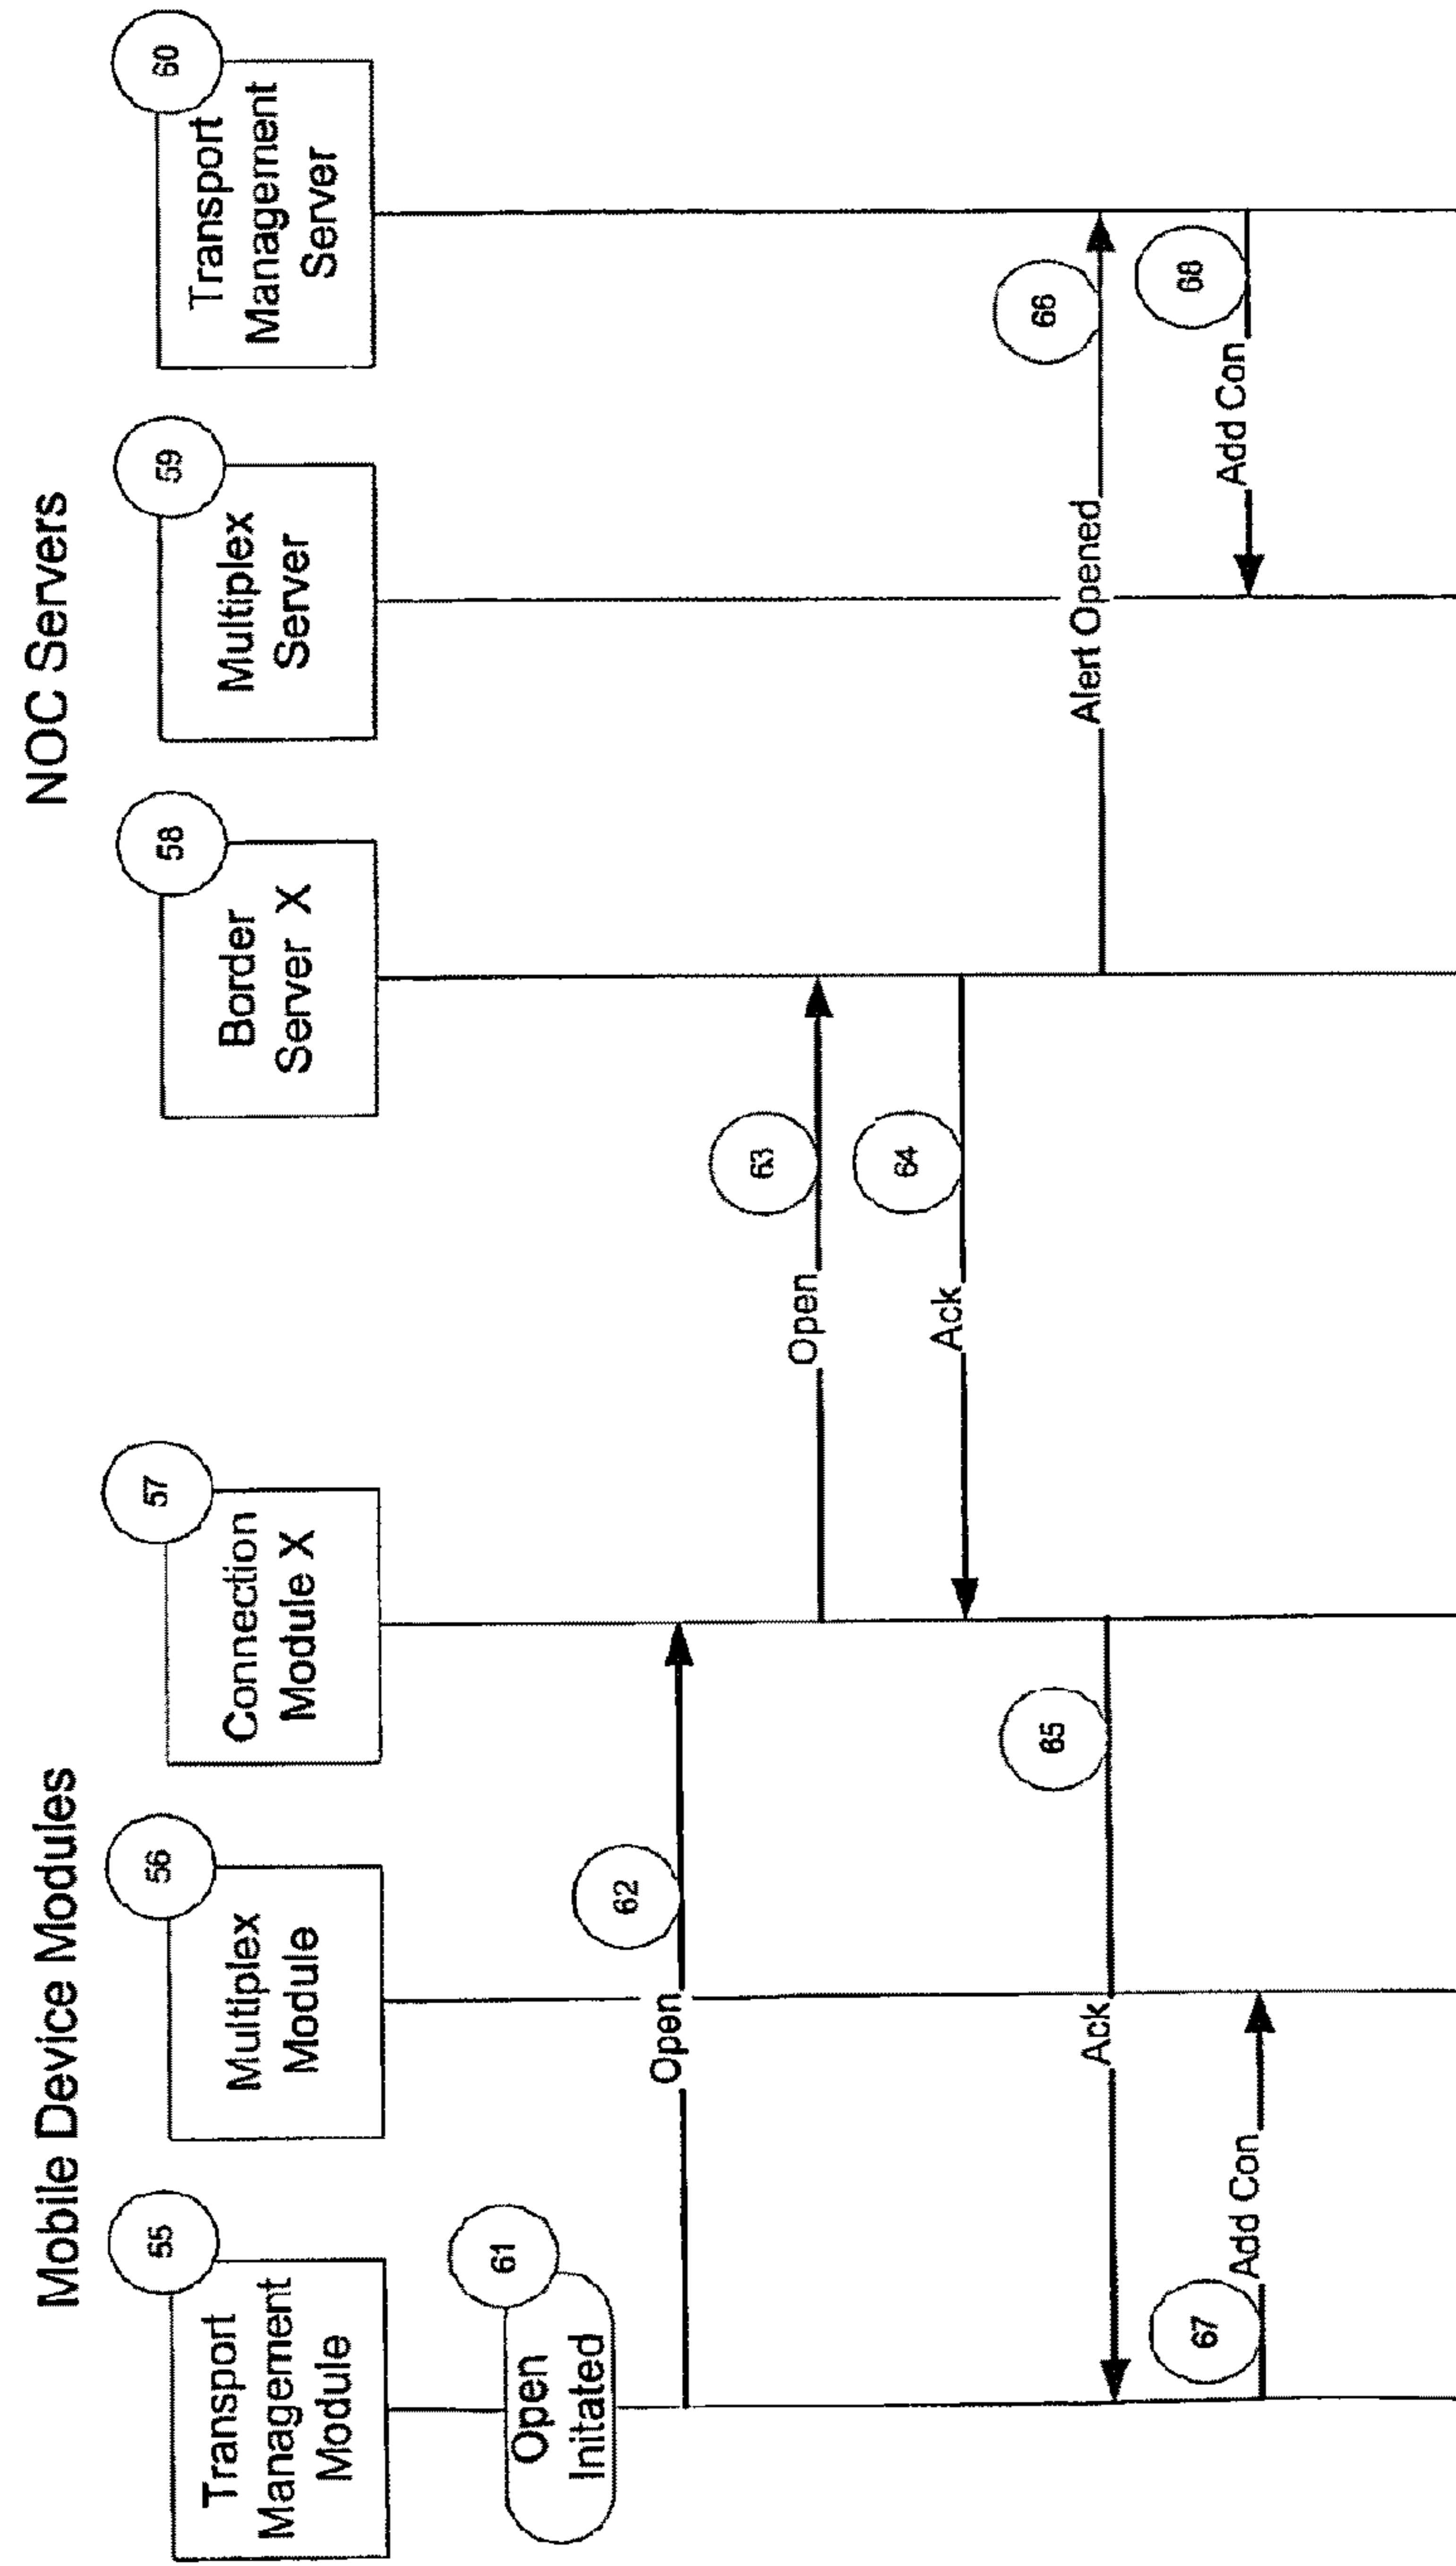 Mobile Device Modules
NOC Servers
55
Transport
Management
Module
56
Multiplex
Module
57
Connection
Module X
58
Border
Server X
59
Multiplex
Server
60
Transport
Management
Server
61
Open
Initated
62
Open
63
Open
64
Ack
65
Ack
66
Alert Opened
67
Add Con
68
Add Con